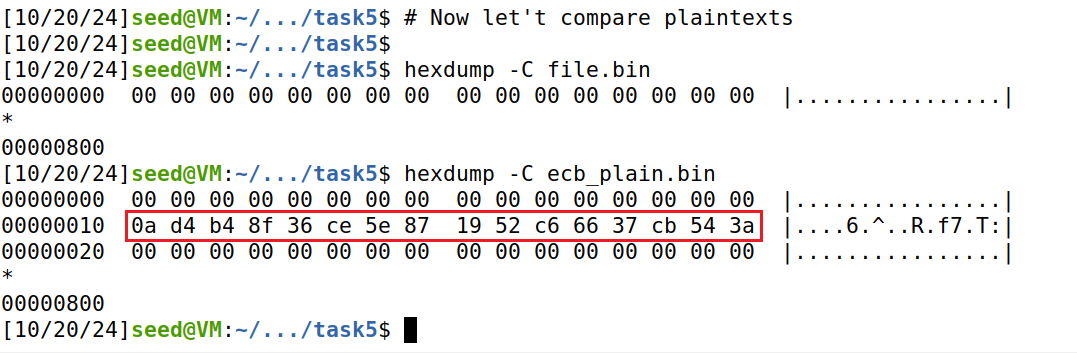 [10/20/24]seed@VM:~/.../task5$ # Now let't compare plaintexts
[10/20/24]seed@VM:~/.../task5$
[10/20/24]seed@VM:~/.../task5$ hexdump -C file.bin
00000000  00 00 00 00 00 00 00 00  00 00 00 00 00 00 00 00  |................|
*
00000800
[10/20/24]seed@VM:~/.../task5$ hexdump -C ecb_plain.bin
00000000  00 00 00 00 00 00 00 00  00 00 00 00 00 00 00 00  |................|
00000010  0a d4 b4 8f 36 ce 5e 87  19 52 c6 66 37 cb 54 3a  |....6.^..R.f7.T:|
00000020  00 00 00 00 00 00 00 00  00 00 00 00 00 00 00 00  |................|
*
00000800
[10/20/24]seed@VM:~/.../task5$